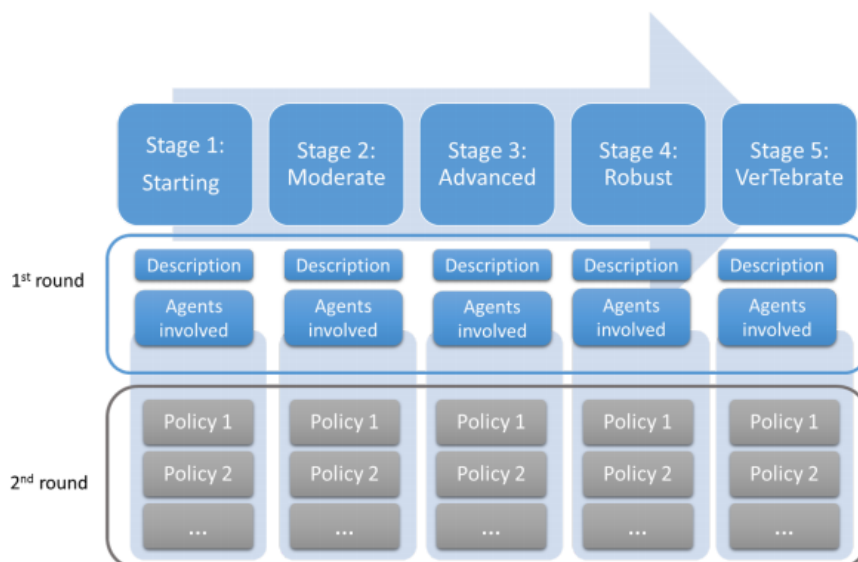 Stage 1:
Starting
Stage 2:
Moderate
Stage 3:
Advanced
Stage 4:
Robust
Stage 5:
VerTebrate
1st round
Description
Description
Description
Description
Description
Agents
involved
Agents
involved
Agents
involved
Agents
involved
Agents
involved
2nd round
Policy 1
Policy 1
Policy 1
Policy 1
Policy 1
Policy 2
Policy 2
Policy 2
Policy 2
Policy 2
...
...
...
...
...